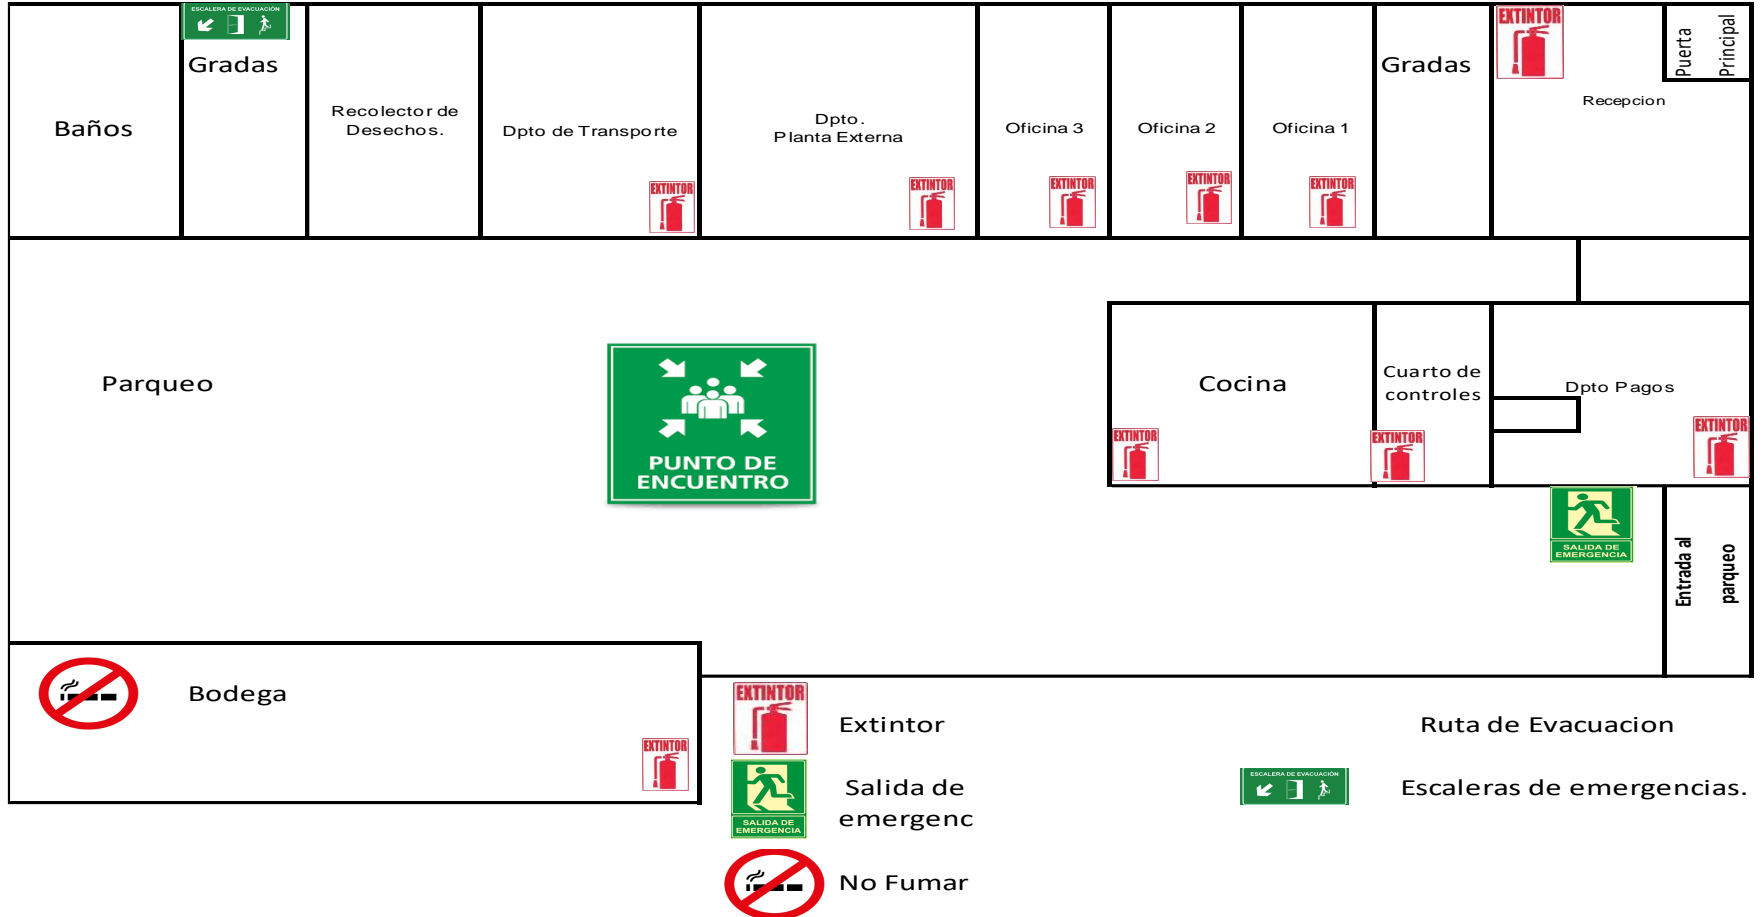 ESCALERA DE EVACUACIÓN
Gradas
Baños
Recolector de
Desechos.
Dpto de Transporte
EXTINTOR
Dpto.
Planta Externa
EXTINTOR
Oficina 3
EXTINTOR
Oficina 2
EXTINTOR
Oficina 1
EXTINTOR
Gradas
EXTINTOR
Recepcion
Puerta
Principal
Parqueo
PUNTO DE
ENCUENTRO
Cocina
EXTINTOR
Cuarto de
controles
EXTINTOR
Dpto Pagos
EXTINTOR
SALIDA DE
EMERGENCIA
Entrada al
parqueo
Bodega
EXTINTOR
EXTINTOR
Extintor
Ruta de Evacuacion
SALIDA DE
EMERGENCIA
Salida de
emergenc
ESCALERA DE EVACUACIÓN
Escaleras de emergencias.
No Fumar